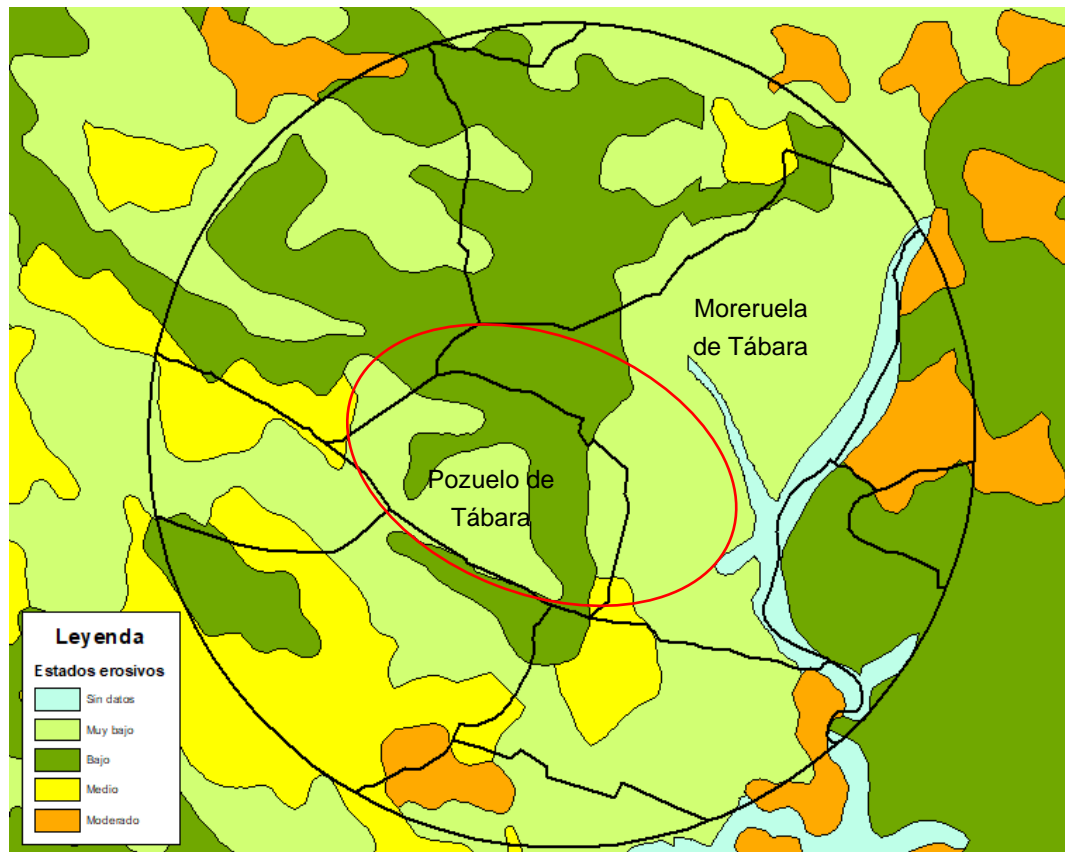 Moreruela
de Tábara
Pozuelo de
Tábara
Leyenda
Estados erosivos
Sin datos
Muy bajo
Bajo
Medio
Moderado